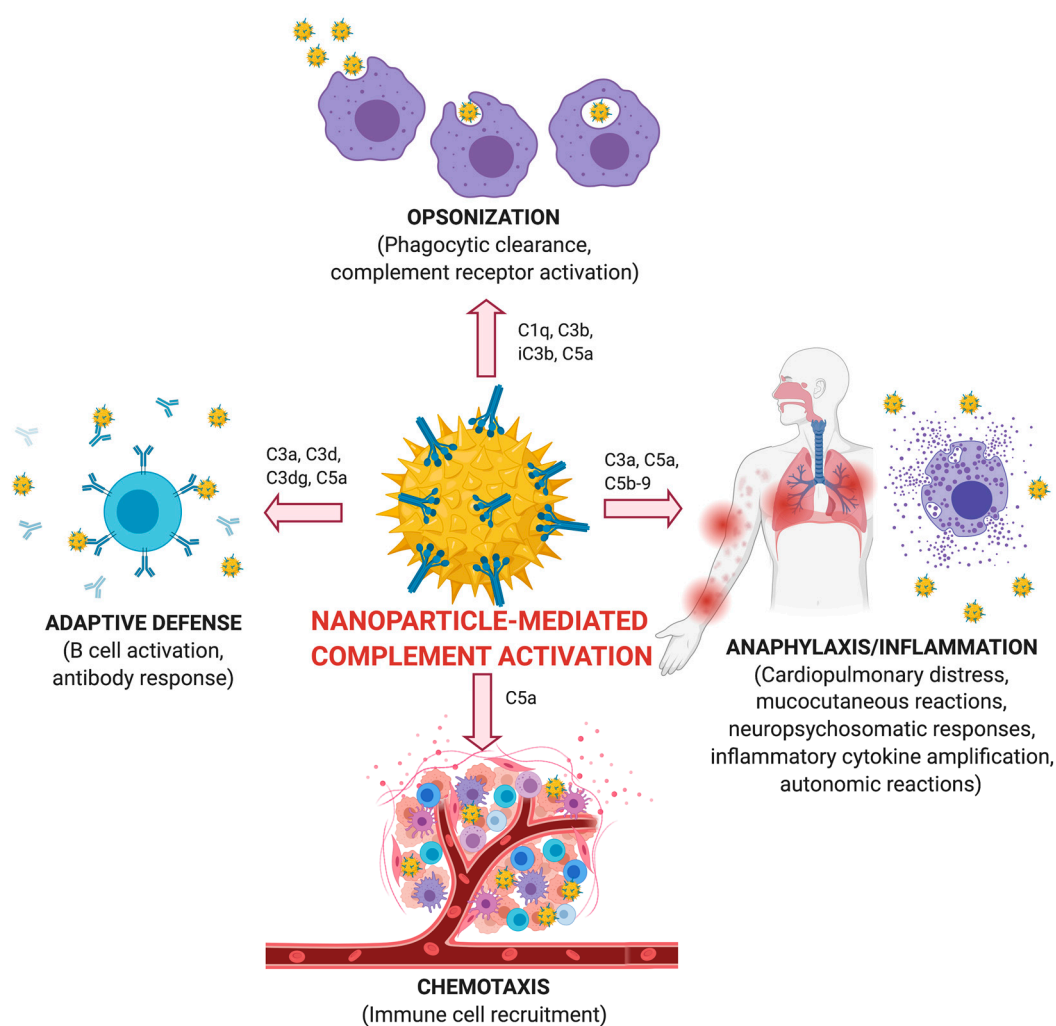 OPSONIZATION
(Phagocytic clearance,
complement receptor activation)
C1q, C3b,
iC3b, C5a
C3a, C3d,
C3dg, C5a
C3a, C5a,
C5b-9
ADAPTIVE DEFENSE
(B cell activation,
antibody response)
NANOPARTICLE-MEDIATED
COMPLEMENT ACTIVATION
ANAPHYLAXIS/INFLAMMATION
(Cardiopulmonary distress,
mucocutaneous reactions,
neuropsychosomatic responses,
inflammatory cytokine amplification,
autonomic reactions)
C5a
CHEMOTAXIS
(Immune cell recruitment)